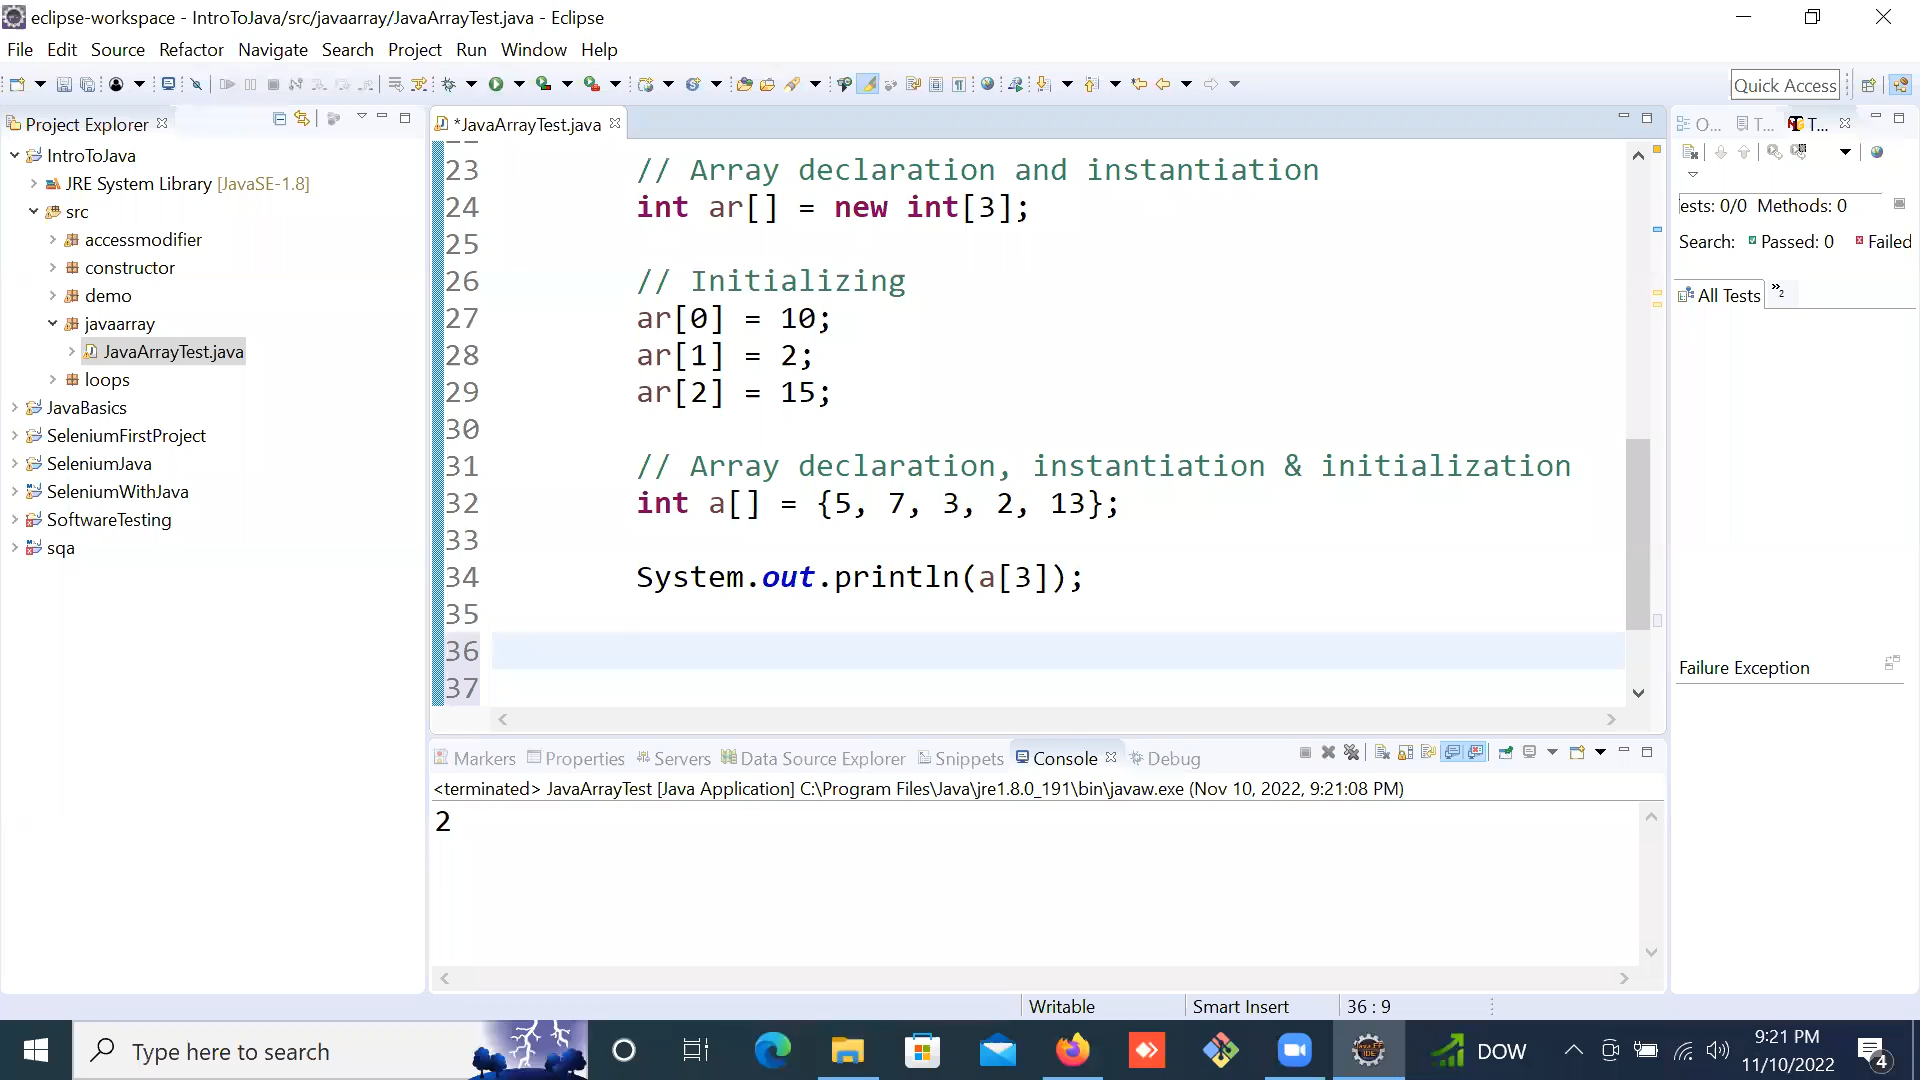 eclipse-workspace - IntroToJava/src/javaarray/JavaArrayTest.java - Eclipse
File Edit Source Refactor Navigate Search Project Run Window Help
Quick Access
Project Explorer
IntroToJava
JRE System Library [JavaSE-1.8]
src
accessmodifier
constructor
demo
javaarray
JavaArrayTest.java
loops
JavaBasics
SeleniumFirstProject
SeleniumJava
SeleniumWithJava
SoftwareTesting
sqa
*JavaArrayTest.java
23 // Array declaration and instantiation
24 int ar[] = new int[3];
25
26 // Initializing
27 ar[0] = 10;
28 ar[1] = 2;
29 ar[2] = 15;
30
31 // Array declaration, instantiation & initialization
32 int a[] = {5, 7, 3, 2, 13};
33
34 System.out.println(a[3]);
35
36
37
O... T... T...
ests: 0/0 Methods: 0
Search: Passed: 0 Failed
All Tests »2
Failure Exception
Markers Properties Servers Data Source Explorer Snippets Console Debug
<terminated> JavaArrayTest [Java Application] C:\Program Files\Java\jre1.8.0_191\bin\javaw.exe (Nov 10, 2022, 9:21:08 PM)
2
Writable Smart Insert 36 : 9
Type here to search
DOW
9:21 PM
11/10/2022
4